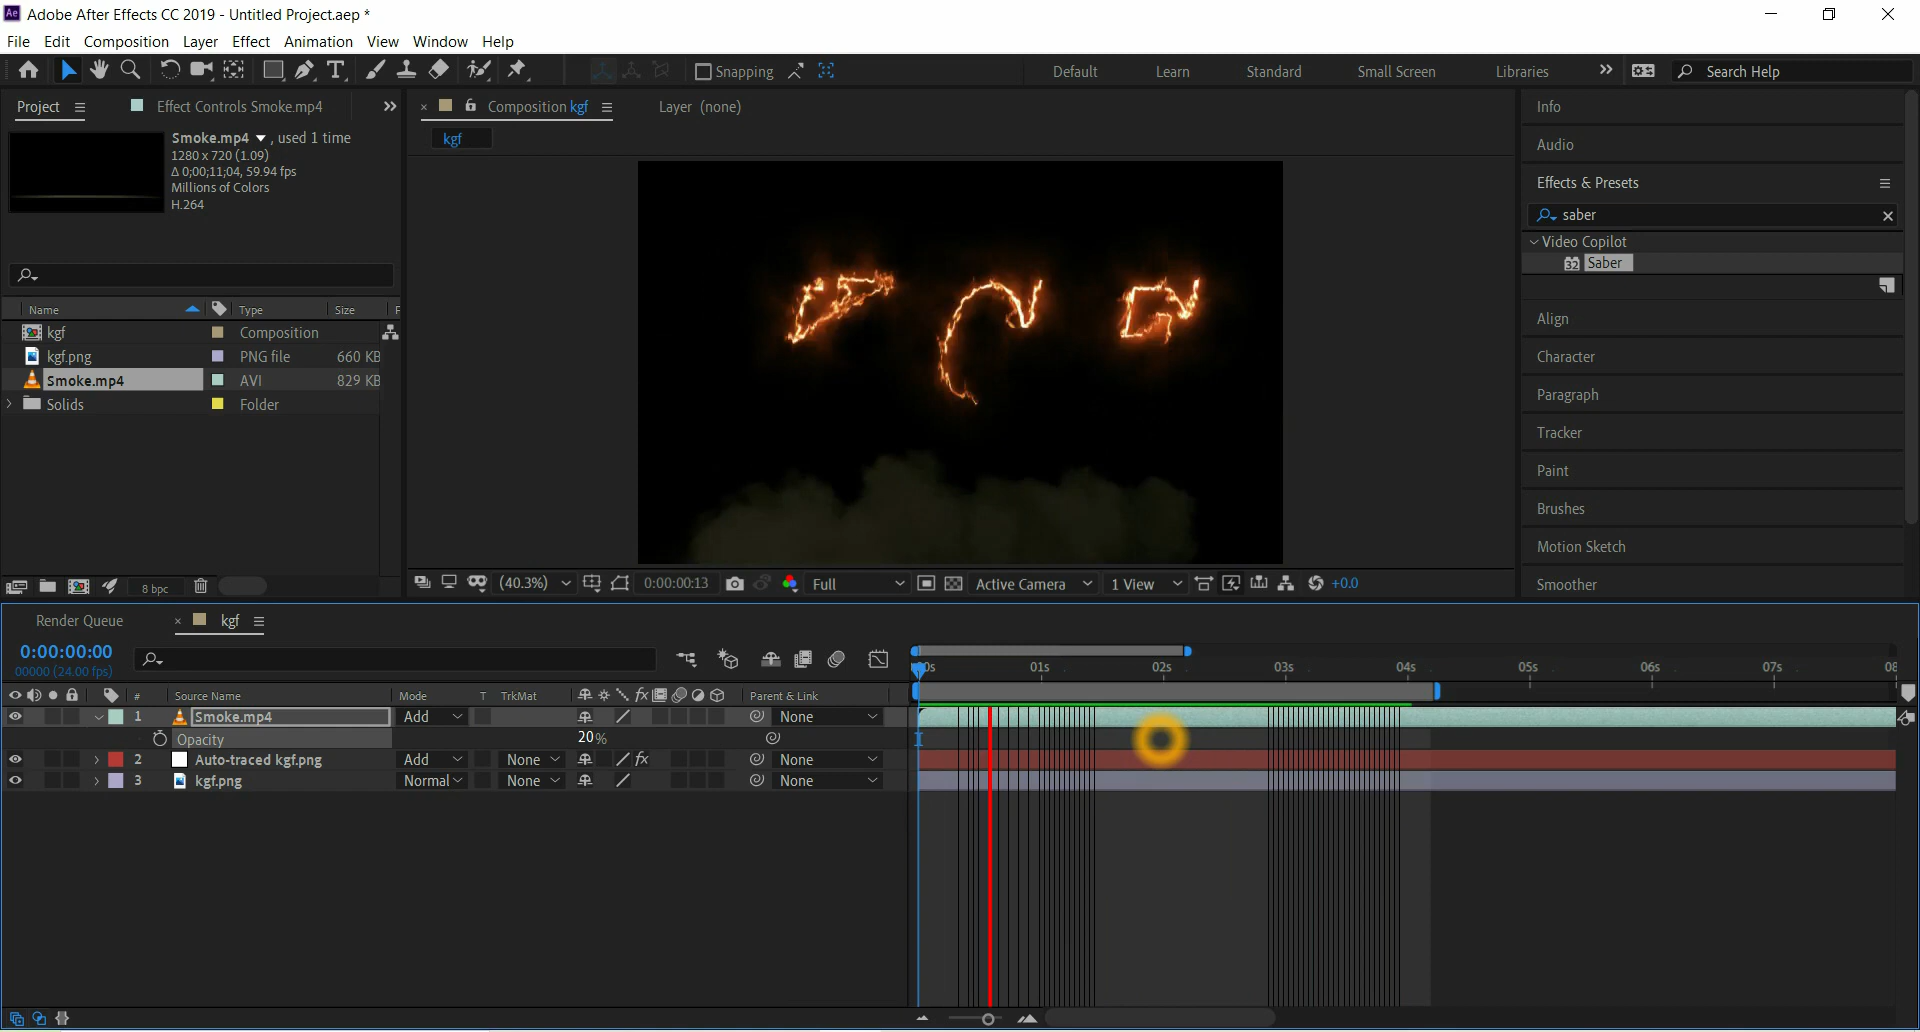 Ae Adobe After Effects CC 2019 - Untitled Project.aep *
File Edit Composition Layer Effect Animation View Window Help
Snapping Default Learn Standard Small Screen Libraries Search Help
Project Effect Controls Smoke.mp4
Composition kgf Layer (none)
kgf
Smoke.mp4 , used 1 time
1280 x 720 (1.09)
Δ 0;00;11;04, 59.94 fps
Millions of Colors
H.264
Name Type Size F
kgf Composition
kgf.png PNG file 660 KB
Smoke.mp4 AVI 829 KB
Solids Folder
8 bpc
(40.3%) 0:00:00:13 Full Active Camera 1 View +0.0
Info
Audio
Effects & Presets
saber
Video Copilot
32 Saber
Align
Character
Paragraph
Tracker
Paint
Brushes
Motion Sketch
Smoother
Render Queue kgf
0:00:00:00
00000 (24.00 fps)
00s 01s 02s 03s 04s 05s 06s 07s 08
# Source Name Mode T TrkMat fx Parent & Link
1 Smoke.mp4 Add None
Opacity 20%
2 Auto-traced kgf.png Add None fx None
3 kgf.png Normal None None